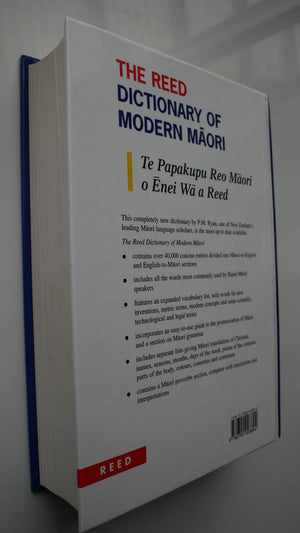 THE REED
DICTIONARY OF
MODERN MĀORI
Te Papakupu Reo Māori
o Ēnei Wā a Reed
This completely new dictionary by P.M. Ryan, one of New Zealand's
leading Māori language scholars, is the most up to date available.
The Reed Dictionary of Modern Māori
• contains over 40,000 concise entries divided into Māori-to-English
and English-to-Māori sections
• includes all the words most commonly used by fluent Māori
speakers
• features an expanded vocabulary list, with words for new
inventions, metric terms, modern concepts and some scientific,
technological and legal terms
• incorporates an easy-to-use guide to the pronunciation of Māori
and a section on Māori grammar
• includes separate lists giving Māori translations of Christian
names, seasons, months, days of the week, points of the compass,
parts of the body, colours, countries and continents
• contains a Māori proverbs section, complete with translations and
interpretations
REED